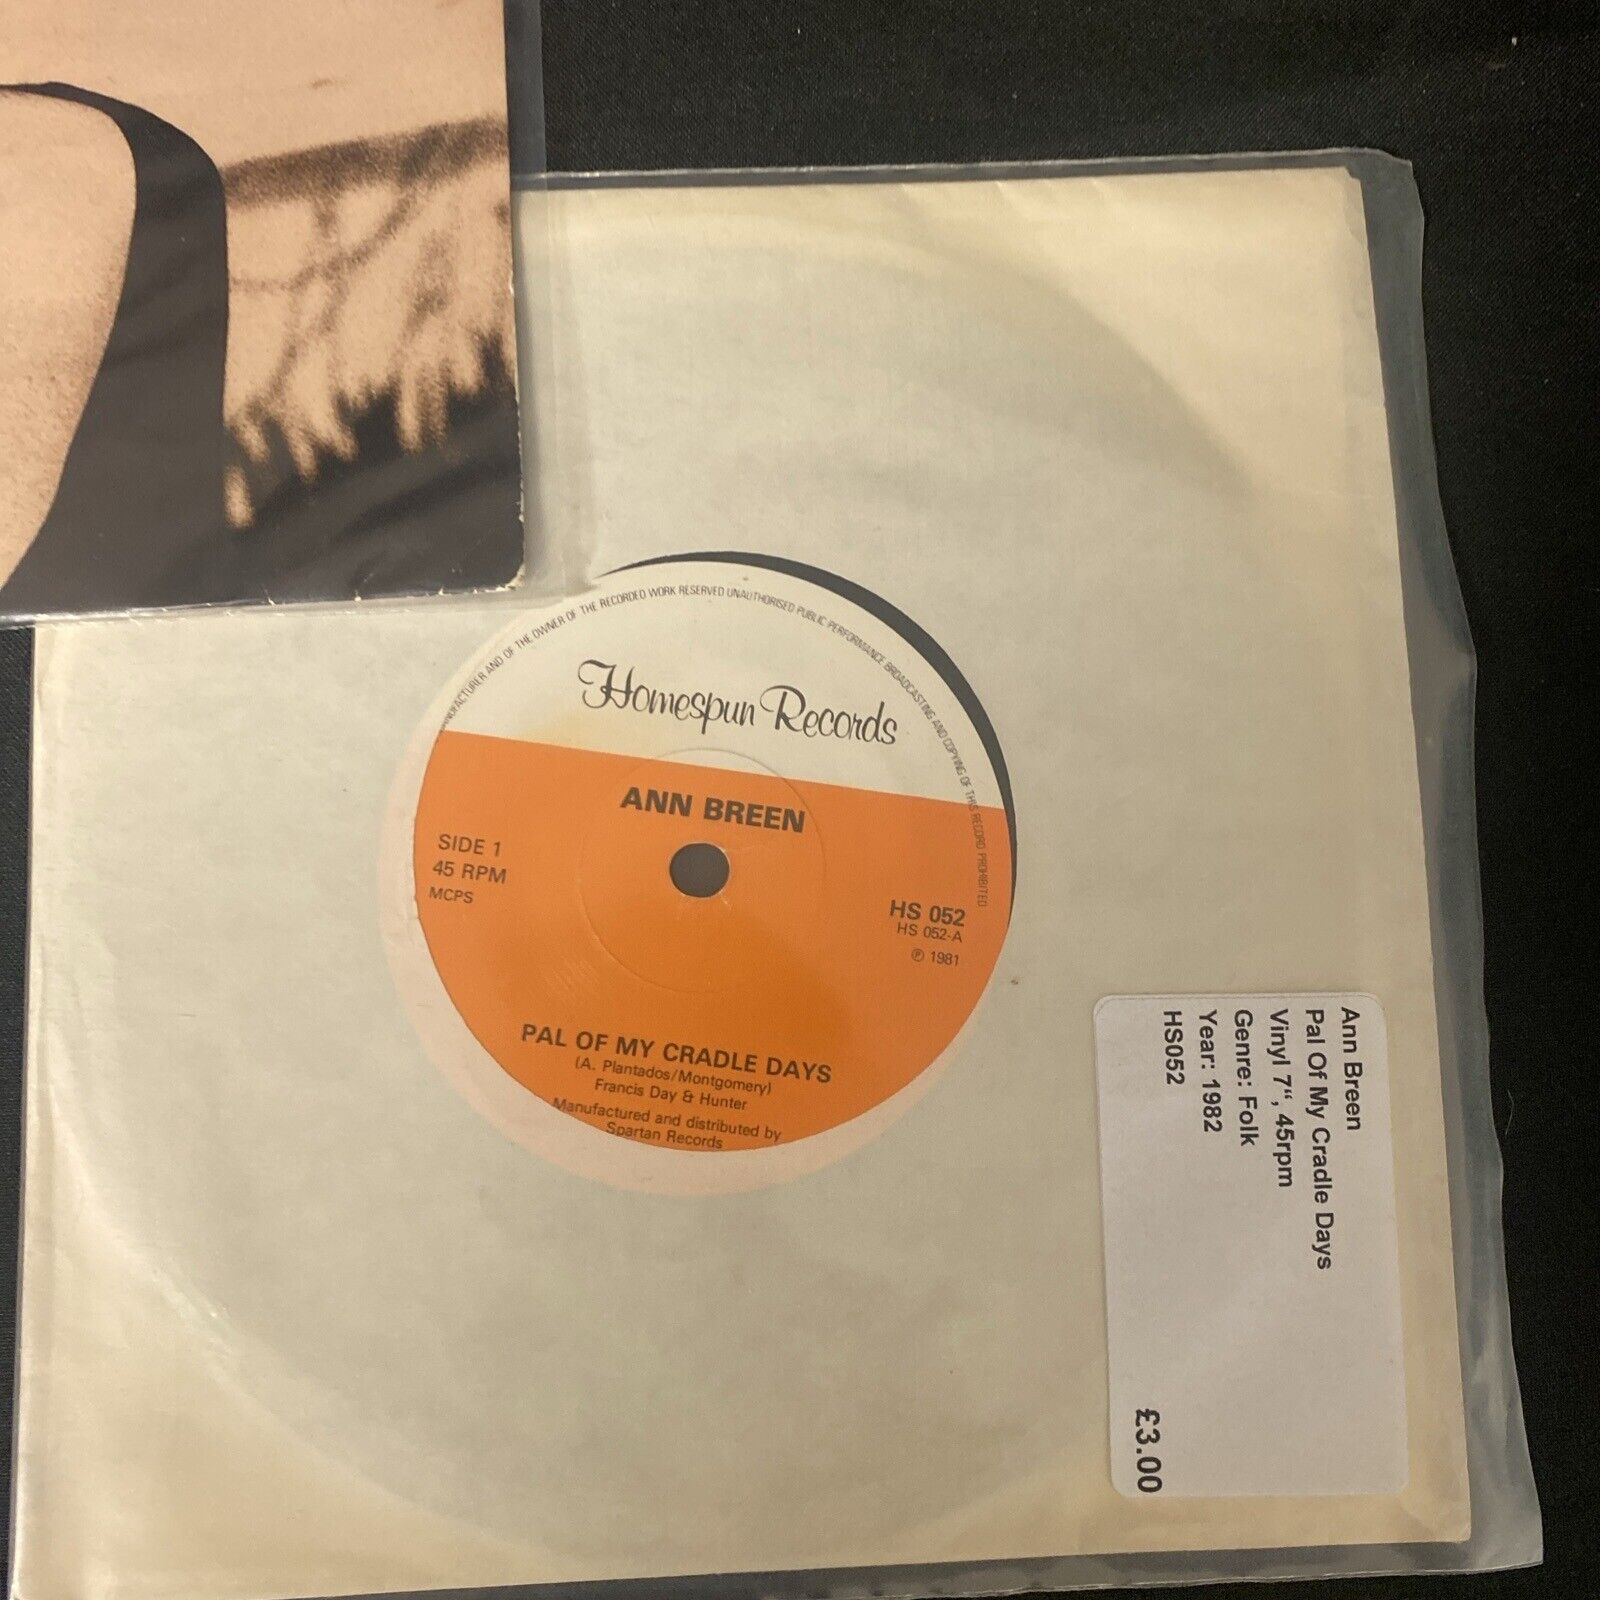 MANUFACTURER AND OF THE OWNER OF THE RECORDED WORK RESERVED UNAUTHORISED PUBLIC PERFORMANCE BROADCASTING AND COPYING OF THIS RECORD PROHIBITED
Homespun Records
ANN BREEN
SIDE 1
45 RPM
MCPS
HS 052
HS 052-A
℗ 1981
PAL OF MY CRADLE DAYS
(A. Plantados/Montgomery)
Francis Day & Hunter
Manufactured and distributed by
Spartan Records
Ann Breen
Pal Of My Cradle Days
Vinyl 7“, 45rpm
Genre: Folk
Year: 1982
HS052
£3.00